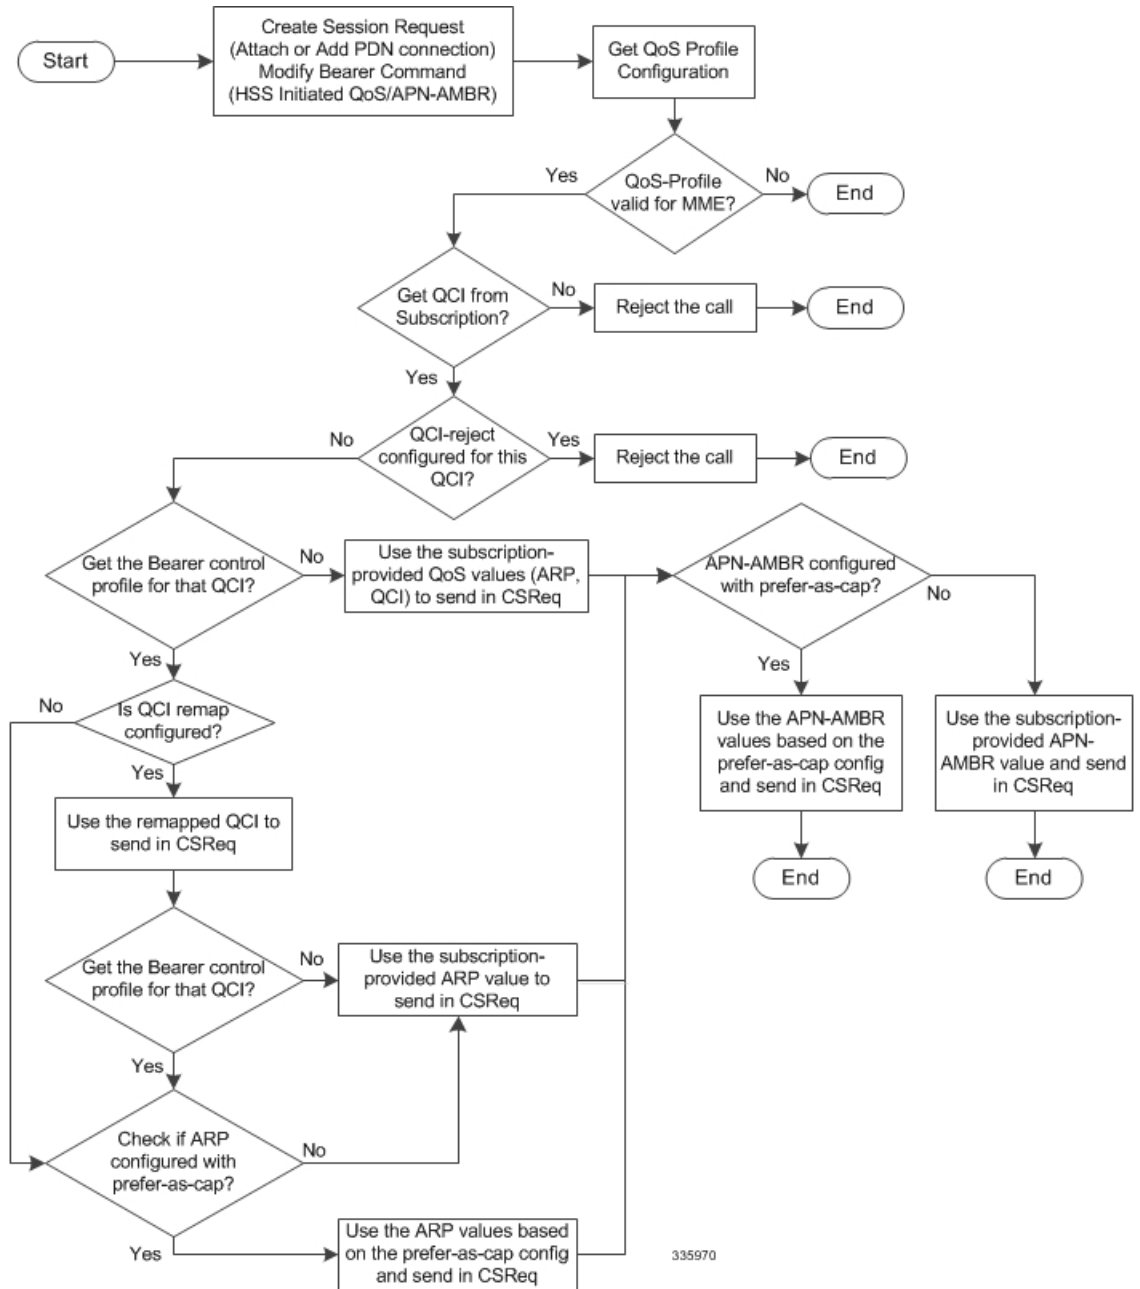 Start
Create Session Request
(Attach or Add PDN connection)
Modify Bearer Command
(HSS Initiated QoS/APN-AMBR)
Get QoS Profile
Configuration
Yes
QoS-Profile
valid for MME?
No
End
Get QCI from
Subscription?
No
Reject the call
End
Yes
No
QCI-reject
configured for this
QCI?
Yes
Reject the call
End
Get the Bearer control
profile for that QCI?
No
Use the subscription-
provided QoS values (ARP,
QCI) to send in CSReq
APN-AMBR configured
with prefer-as-cap?
No
Yes
Yes
No
Is QCI remap
configured?
Use the APN-AMBR
values based on the
prefer-as-cap config
and send in CSReq
Use the subscription-
provided APN-
AMBR value and send
in CSReq
Yes
Use the remapped QCI to
send in CSReq
End
End
Get the Bearer control
profile for that QCI?
No
Use the subscription-
provided ARP value to
send in CSReq
Yes
Check if ARP
configured with
prefer-as-cap?
No
Yes
Use the ARP values based
on the prefer-as-cap config
and send in CSReq
335970